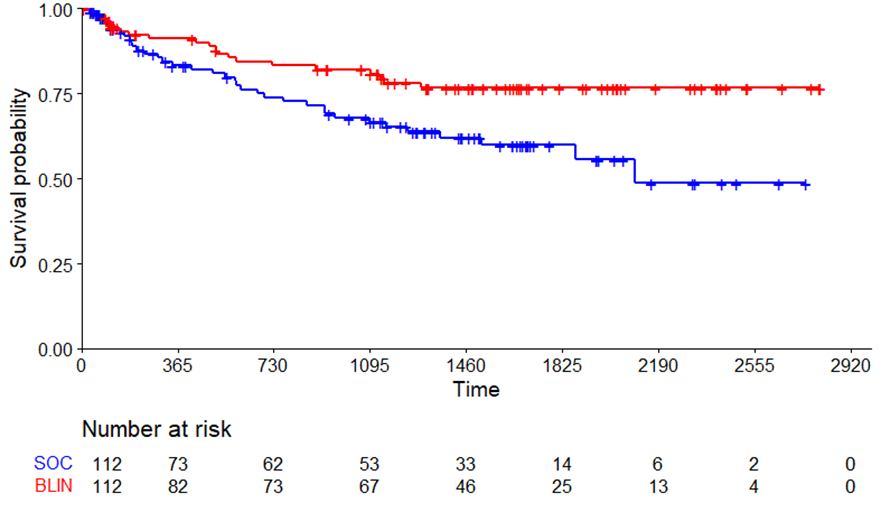 Survival probability
1.00
0.75
0.50
0.25
0.00
0 365 730 1095 1460 1825 2190 2555 2920
Time
Number at risk
SOC 112 73 62 53 33 14 6 2 0
BLIN 112 82 73 67 46 25 13 4 0